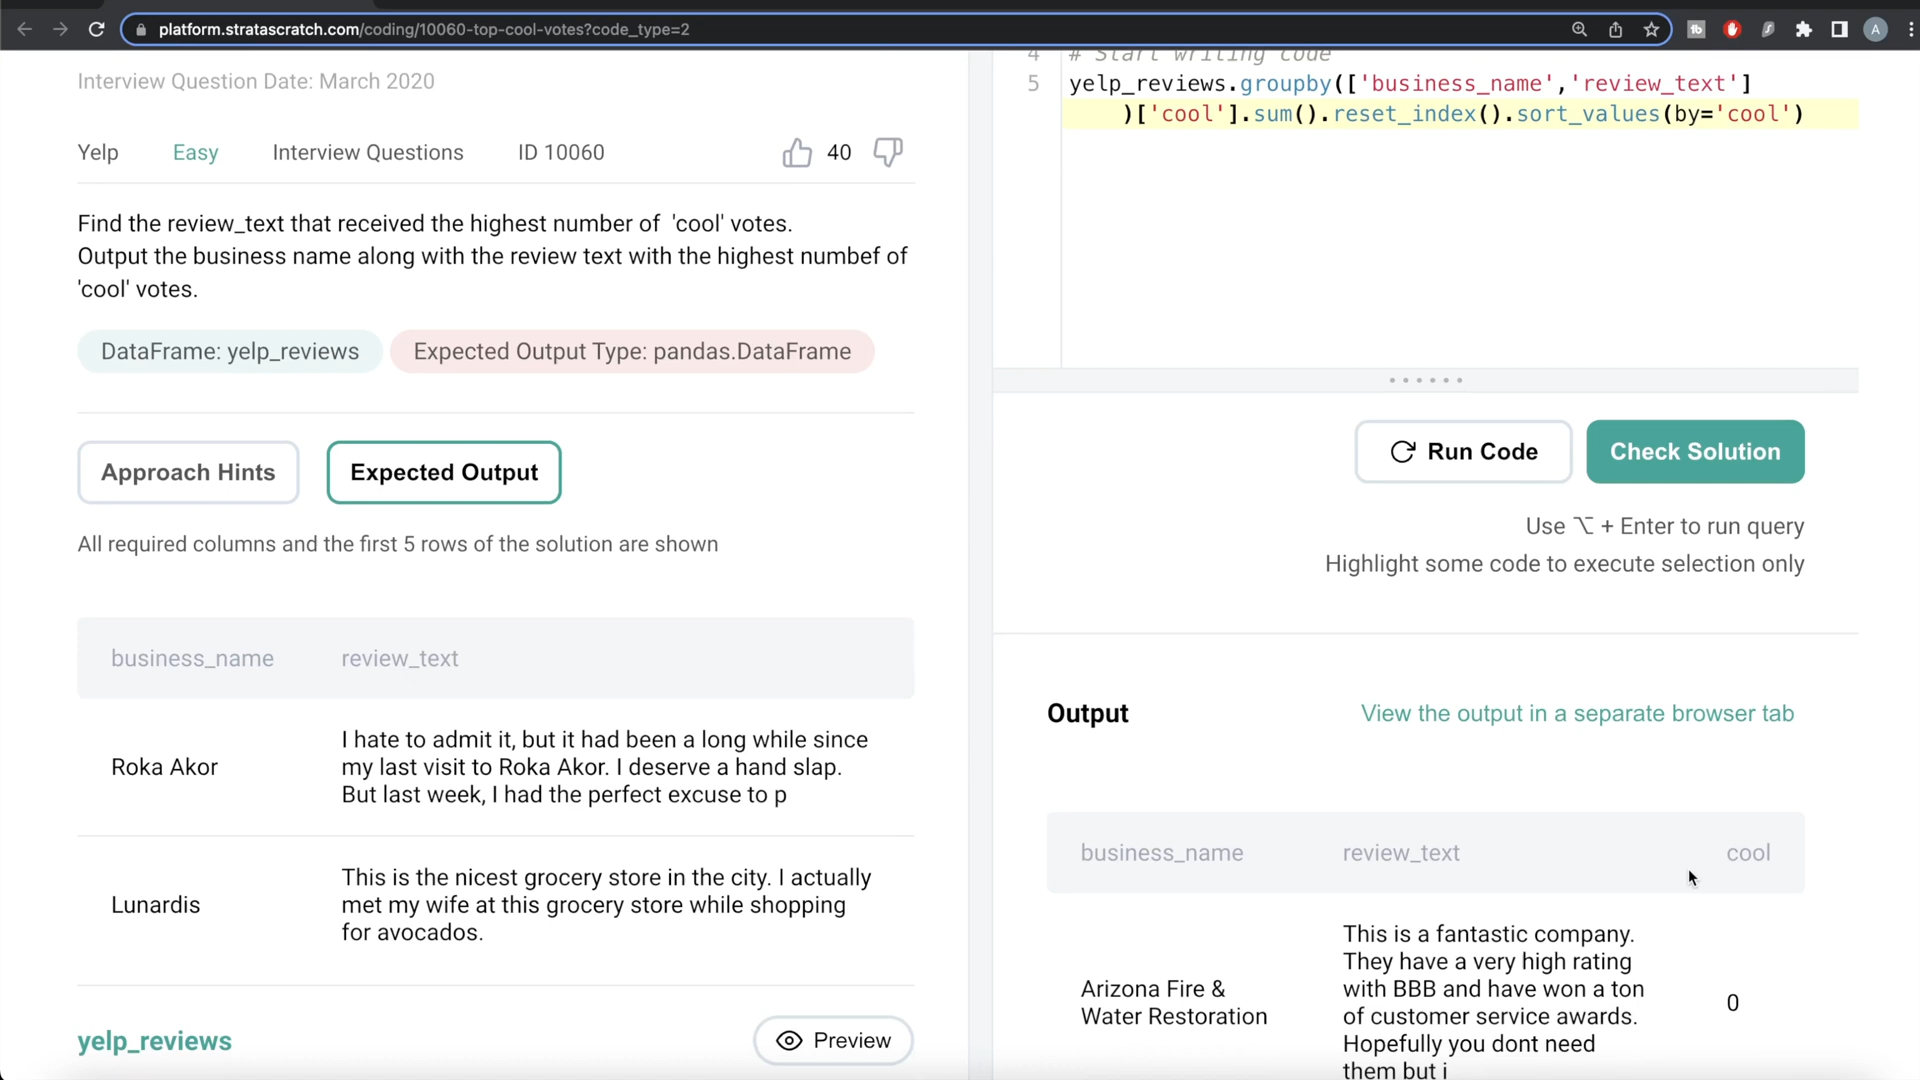 platform.stratascratch.com/coding/10060-top-cool-votes?code_type=2
A
Interview Question Date: March 2020
Yelp Easy Interview Questions ID 10060 40
Find the review_text that received the highest number of 'cool' votes.
Output the business name along with the review text with the highest numbef of
'cool' votes.
DataFrame: yelp_reviews Expected Output Type: pandas.DataFrame
Approach Hints Expected Output
All required columns and the first 5 rows of the solution are shown
business_name review_text
Roka Akor
I hate to admit it, but it had been a long while since
my last visit to Roka Akor. I deserve a hand slap.
But last week, I had the perfect excuse to p
Lunardis
This is the nicest grocery store in the city. I actually
met my wife at this grocery store while shopping
for avocados.
yelp_reviews Preview
4 # Start writing code
5 yelp_reviews.groupby(['business_name','review_text']
)['cool'].sum().reset_index().sort_values(by='cool')
Run Code Check Solution
Use ⌥ + Enter to run query
Highlight some code to execute selection only
Output View the output in a separate browser tab
business_name review_text cool
Arizona Fire &
Water Restoration
This is a fantastic company.
They have a very high rating
with BBB and have won a ton
of customer service awards.
Hopefully you dont need
them but i
0